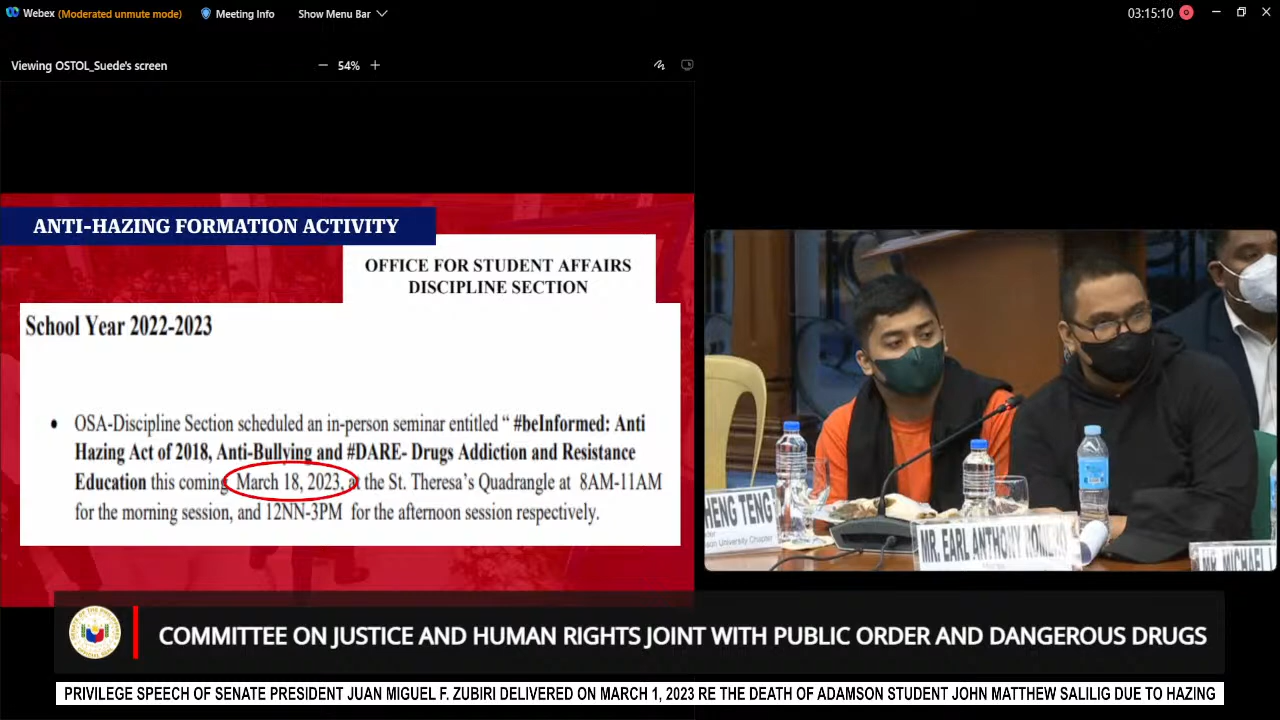 Webex (Moderated unmute mode) Meeting Info Show Menu Bar 03:15:10
Viewing OSTOL_Suede's screen 54%
ANTI-HAZING FORMATION ACTIVITY
OFFICE FOR STUDENT AFFAIRS
DISCIPLINE SECTION
School Year 2022-2023
• OSA-Discipline Section scheduled an in-person seminar entitled “ #beInformed: Anti
Hazing Act of 2018, Anti-Bullying and #DARE- Drugs Addiction and Resistance
Education this coming March 18, 2023, at the St. Theresa's Quadrangle at 8AM-11AM
for the morning session, and 12NN-3PM for the afternoon session respectively.
HENG TENG
University Chapter
MR. EARL ANTHONY
MR. MICHAEL
COMMITTEE ON JUSTICE AND HUMAN RIGHTS JOINT WITH PUBLIC ORDER AND DANGEROUS DRUGS
PRIVILEGE SPEECH OF SENATE PRESIDENT JUAN MIGUEL F. ZUBIRI DELIVERED ON MARCH 1, 2023 RE THE DEATH OF ADAMSON STUDENT JOHN MATTHEW SALILIG DUE TO HAZING